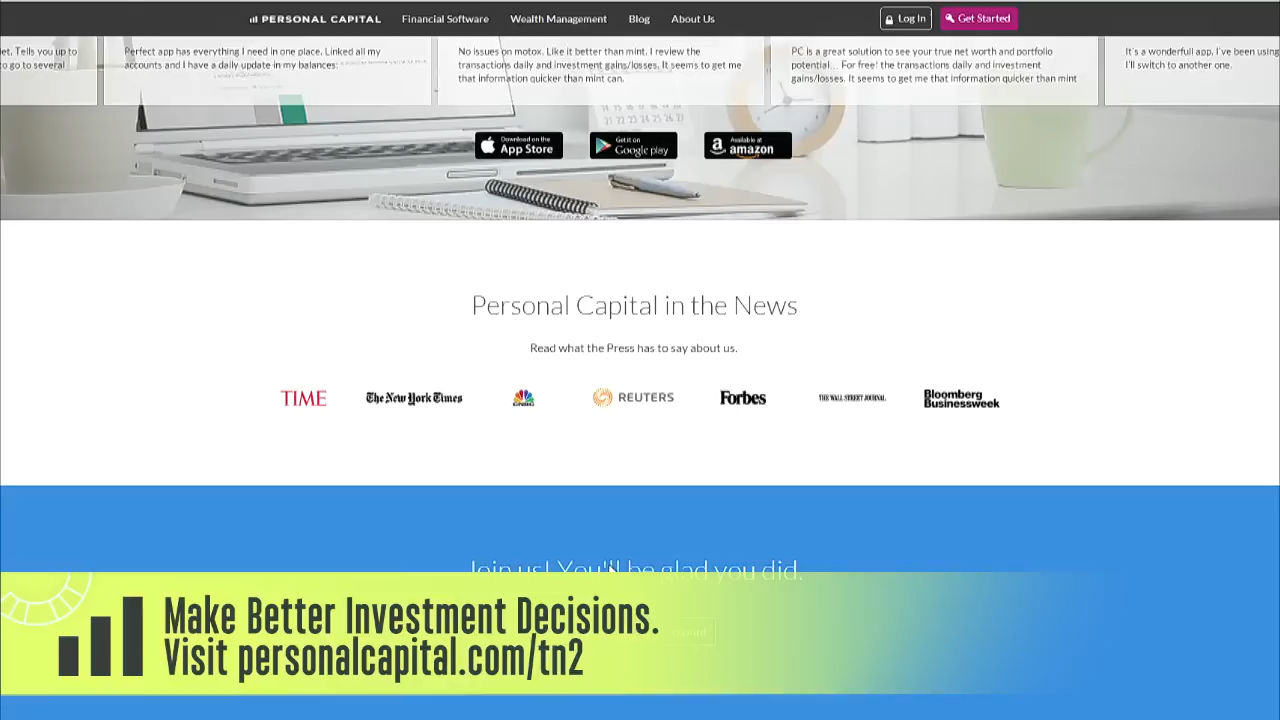 PERSONAL CAPITAL
Financial Software
Wealth Management
Blog
About Us
Log In
Get Started
et. Tells you up to
o go to several
Perfect app has everything I need in one place. Linked all my
accounts and I have a daily update in my balances.
No issues on motox. Like it better than mint. I review the
transactions daily and investment gains/losses. It seems to get me
that information quicker than mint can.
PC is a great solution to see your true net worth and portfolio
potential... For free! the transactions daily and investment
gains/losses. It seems to get me that information quicker than mint
It's a wonderfull app. I've been using
I'll switch to another one.
Download on the
App Store
Get it on
Google play
Available at
amazon
Personal Capital in the News
Read what the Press has to say about us.
TIME
The New York Times
CNBC
REUTERS
Forbes
THE WALL STREET JOURNAL
Bloomberg
Businessweek
Join us! You'll be glad you did.
Make Better Investment Decisions.
Visit personalcapital.com/tn2